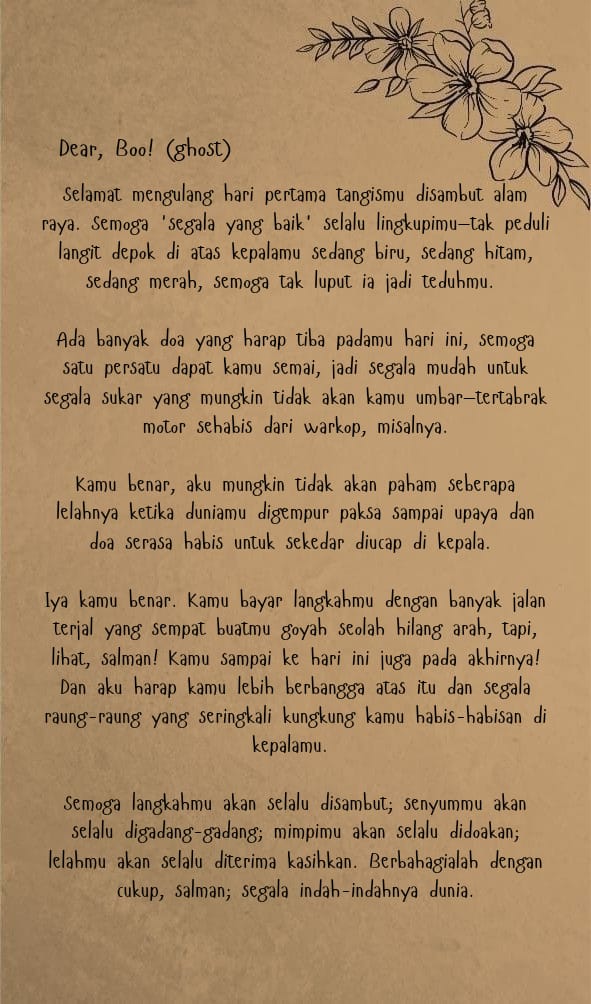 Dear, Boo! (ghost)
Selamat mengulang hari pertama tangismu disambut alam
raya. Semoga 'segala yang baik' selalu lingkupimu—tak peduli
langit depok di atas kepalamu sedang biru, sedang hitam,
sedang merah, semoga tak luput ia jadi teduhmu.
Ada banyak doa yang harap tiba padamu hari ini, semoga
satu persatu dapat kamu semai, jadi segala mudah untuk
segala sukar yang mungkin tidak akan kamu umbar—tertabrak
motor sehabis dari warkop, misalnya.
Kamu benar, aku mungkin tidak akan paham seberapa
lelahnya ketika duniamu digempur paksa sampai upaya dan
doa serasa habis untuk sekedar diucap di kepala.
Iya kamu benar. Kamu bayar langkahmu dengan banyak jalan
terjal yang sempat buatmu goyah seolah hilang arah, tapi,
lihat, salman! Kamu sampai ke hari ini juga pada akhirnya!
Dan aku harap kamu lebih berbangga atas itu dan segala
raung-raung yang seringkali kungkung kamu habis-habisan di
kepalamu.
Semoga langkahmu akan selalu disambut; senyummu akan
selalu digadang-gadang; mimpimu akan selalu didoakan;
lelahmu akan selalu diterima kasihkan. Berbahagialah dengan
cukup, salman; segala indah-indahnya dunia.